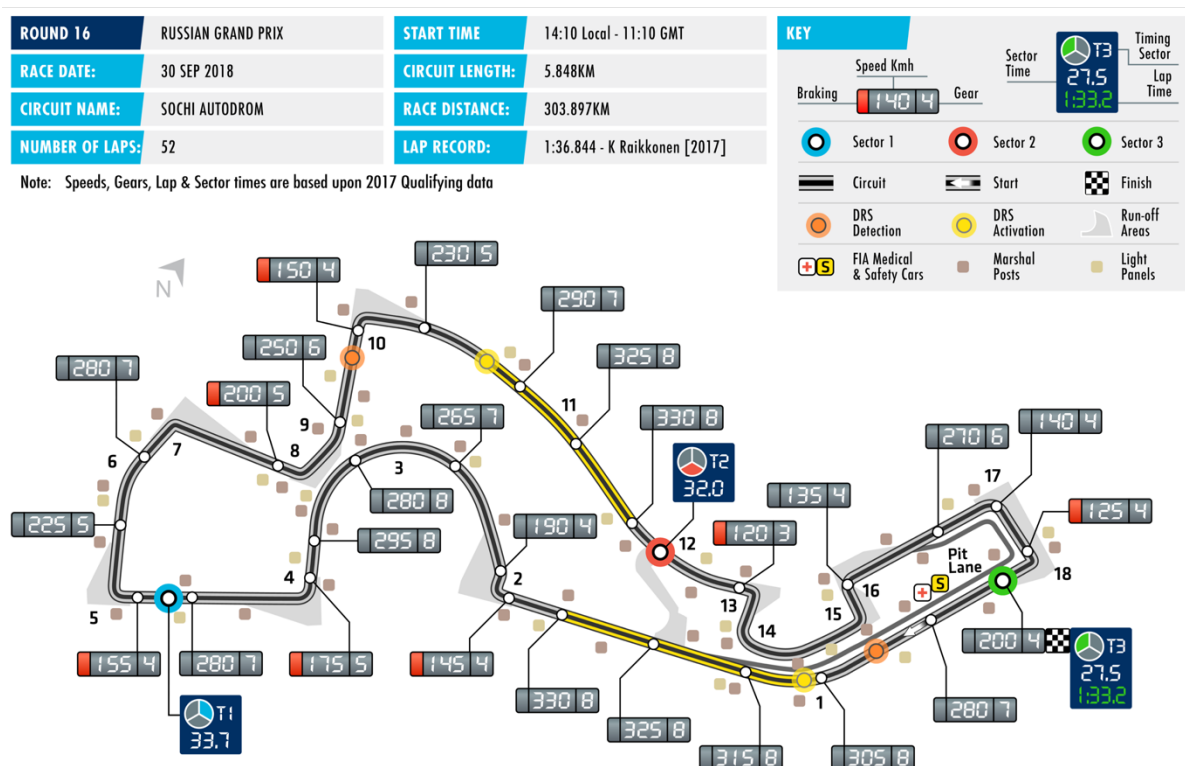 ROUND 16 RUSSIAN GRAND PRIX
START TIME 14:10 Local - 11:10 GMT
RACE DATE: 30 SEP 2018
CIRCUIT LENGTH: 5.848KM
CIRCUIT NAME: SOCHI AUTODROM
RACE DISTANCE: 303.897KM
NUMBER OF LAPS: 52
LAP RECORD: 1:36.844 - K Raikkonen [2017]
Note: Speeds, Gears, Lap & Sector times are based upon 2017 Qualifying data
KEY
Speed Kmh
Braking 140 4 Gear
Sector Time
T3
27.5
1:33.2
Timing Sector
Lap Time
Sector 1
Sector 2
Sector 3
Circuit
Start
Finish
DRS Detection
DRS Activation
Run-off Areas
S
FIA Medical & Safety Cars
Marshal Posts
Light Panels
N
230 5
150 4
290 7
10
250 6
325 8
280 7
200 5
265 7
11
330 8
140 4
9
270 6
7
8
3
6
T2
32.0
17
135 4
280 8
225 5
190 4
120 3
125 4
295 8
12
Pit Lane
4
2
16
18
S
13
5
15
14
155 4
280 7
175 5
145 4
200 4
T3
27.5
1:33.2
1
330 8
280 7
T1
33.7
325 8
315 8
305 8